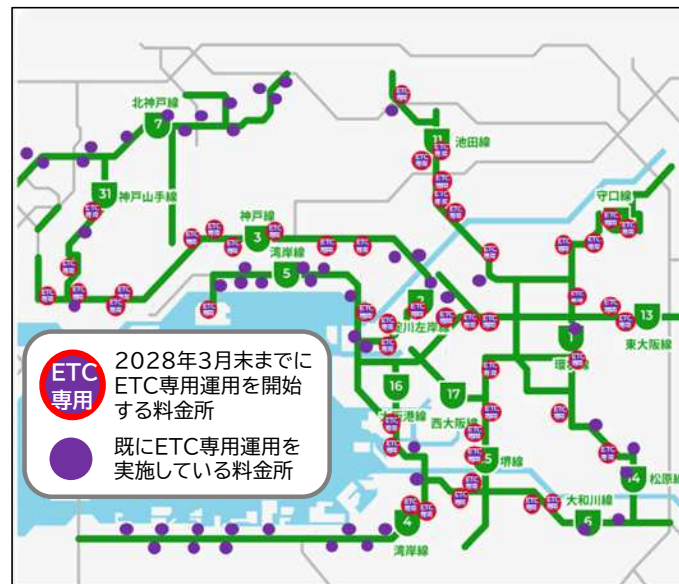 北神戸線
7
池田線
11
31
神戸山手線
守口線
神戸線
3
湾岸線
5
2
淀川左岸線
13
東大阪線
1
16
17
大阪港線
西大阪線
15
堺線
14
松原線
大和川線
4
6
湾岸線
ETC
専用
2028年3月末までに
ETC専用運用を開始
する料金所
既にETC専用運用を
実施している料金所